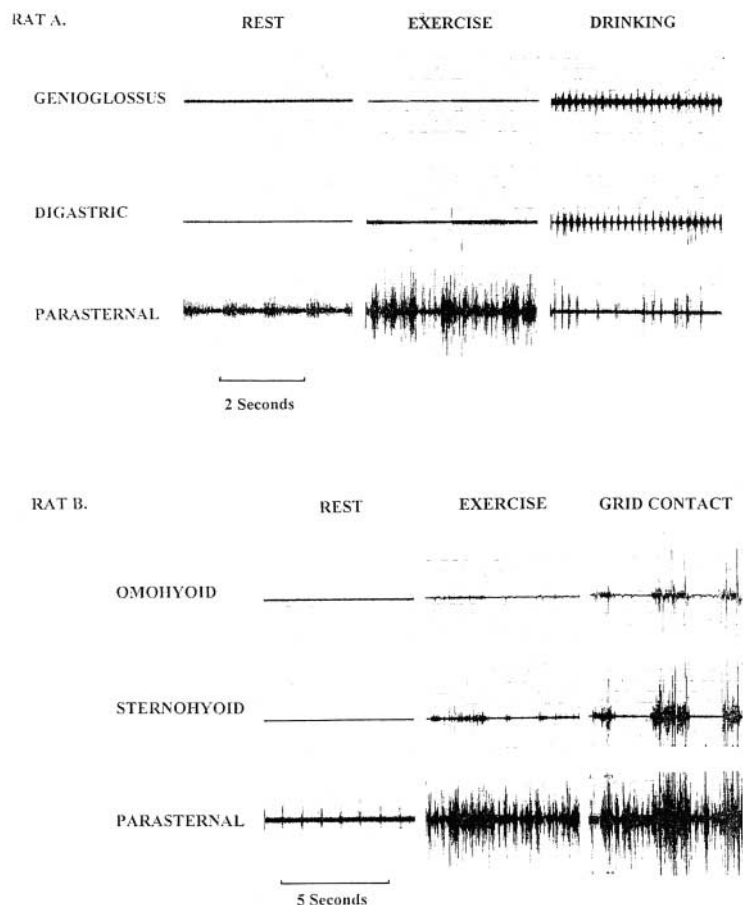 RAT A. REST EXERCISE DRINKING
GENIOGLOSSUS
DIGASTRIC
PARASTERNAL
2 Seconds
RAT B. REST EXERCISE GRID CONTACT
OMOHYOID
STERNOHYOID
PARASTERNAL
5 Seconds